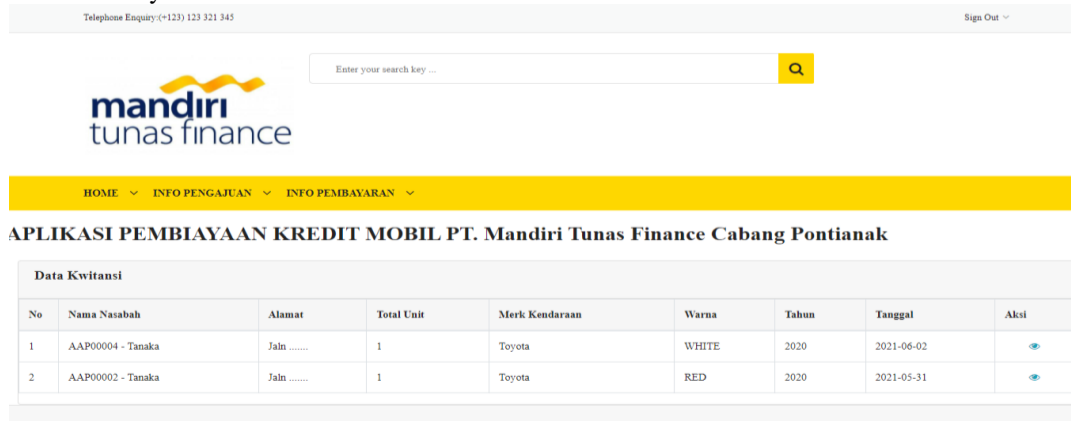 Telephone Enquiry:(+123) 123 321 345 Sign Out
Enter your search key ...
mandiri
tunas finance
HOME INFO PENGAJUAN INFO PEMBAYARAN
APLIKASI PEMBIAYAAN KREDIT MOBIL PT. Mandiri Tunas Finance Cabang Pontianak
Data Kwitansi
No Nama Nasabah Alamat Total Unit Merk Kendaraan Warna Tahun Tanggal Aksi
1 AAP00004 - Tanaka Jaln ....... 1 Toyota WHITE 2020 2021-06-02
2 AAP00002 - Tanaka Jaln ....... 1 Toyota RED 2020 2021-05-31